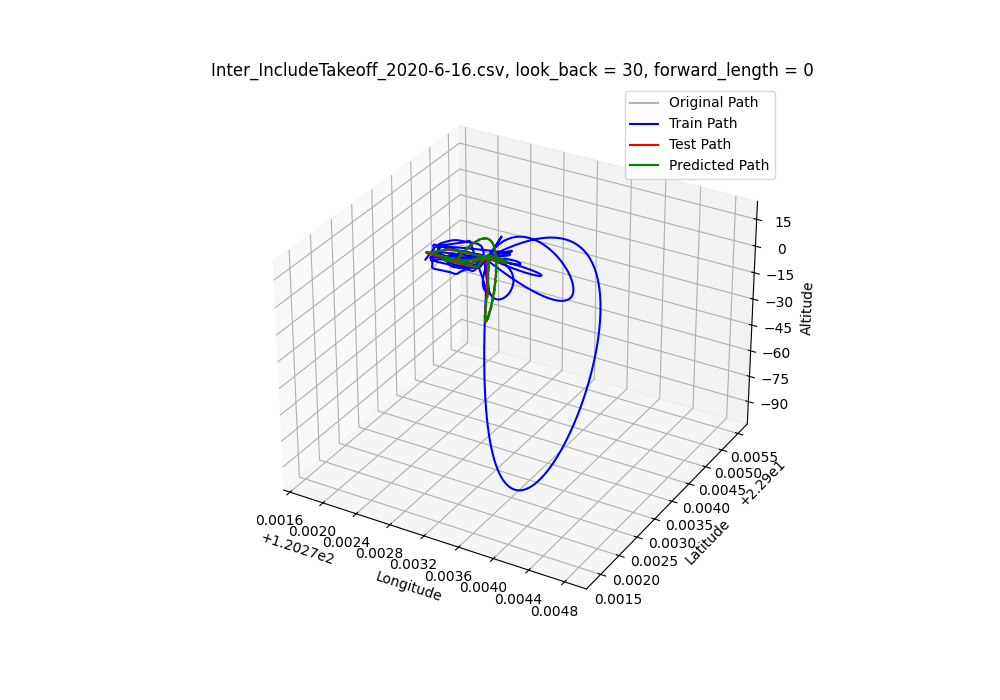 Inter_IncludeTakeoff_2020-6-16.csv, look_back = 30, forward_length = 0
Original Path
Train Path
Test Path
Predicted Path
15
0
−15
−30
−45
−60
−75
−90
Altitude
0.0055
0.0050
0.0045
0.0040
0.0035
0.0030
0.0025
0.0020
0.0015
+2.29e1
Latitude
0.0016
0.0020
0.0024
0.0028
0.0032
0.0036
0.0040
0.0044
0.0048
+1.2027e2
Longitude